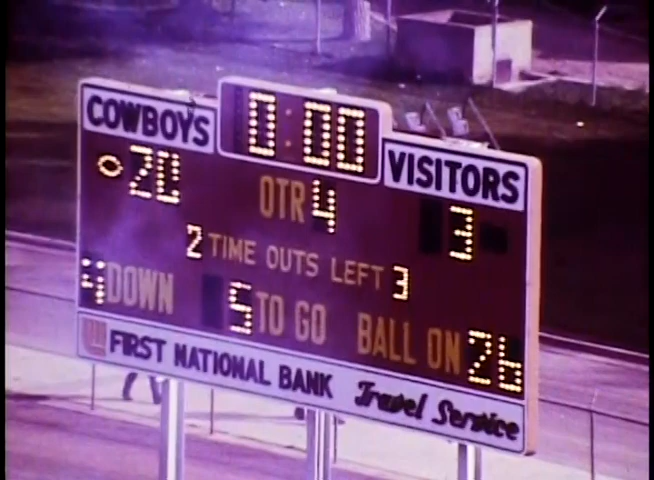 COWBOYS 0:00 VISITORS
20 QTR 4 3
2 TIME OUTS LEFT 3
4 DOWN 5 TO GO BALL ON 26
FIRST NATIONAL BANK Travel Service